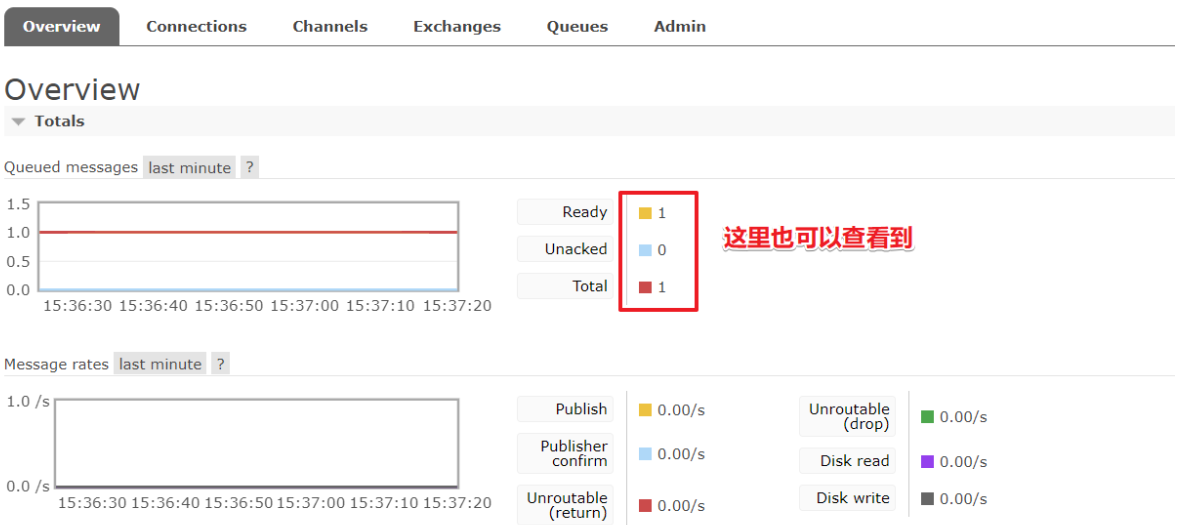 Overview Connections Channels Exchanges Queues Admin
Overview
Totals
Queued messages last minute ?
1.5
1.0
0.5
0.0
15:36:30 15:36:40 15:36:50 15:37:00 15:37:10 15:37:20
Ready 1
Unacked 0
Total 1
这里也可以查看到
Message rates last minute ?
1.0 /s
0.0 /s
15:36:30 15:36:40 15:36:50 15:37:00 15:37:10 15:37:20
Publish 0.00/s
Publisher
confirm 0.00/s
Unroutable
(return) 0.00/s
Unroutable
(drop) 0.00/s
Disk read 0.00/s
Disk write 0.00/s